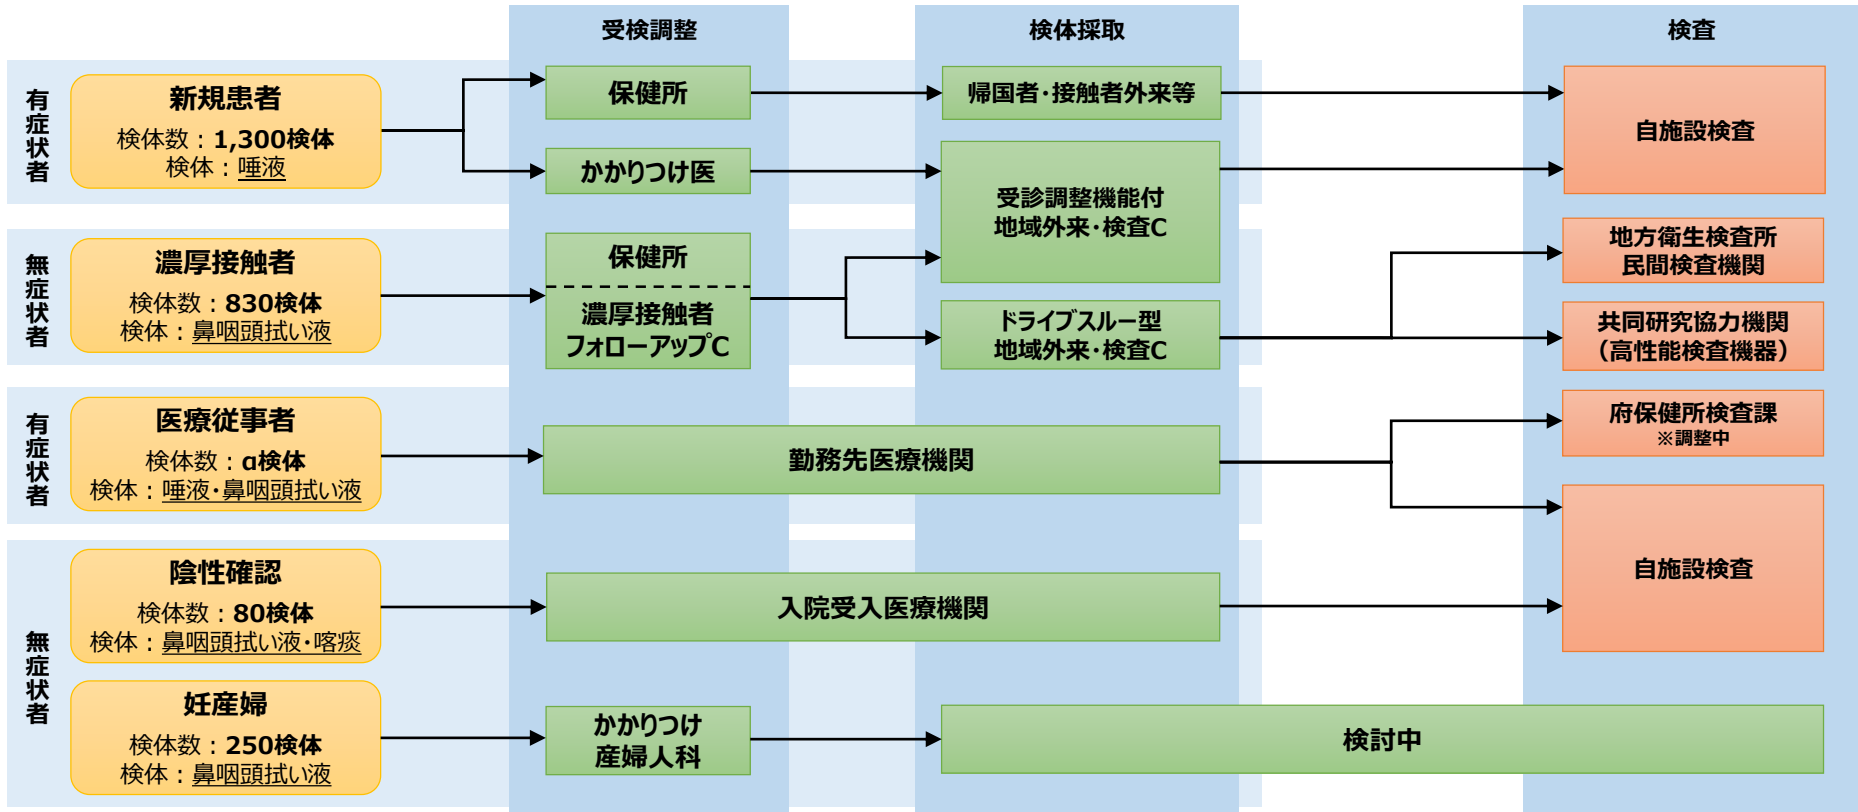 受検調整
検体採取
検査
有症状者
新規患者
検体数：1,300検体
検体：唾液
保健所
かかりつけ医
帰国者・接触者外来等
受診調整機能付
地域外来・検査C
自施設検査
無症状者
濃厚接触者
検体数：830検体
検体：鼻咽頭拭い液
保健所
濃厚接触者
フォローアップC
ドライブスルー型
地域外来・検査C
地方衛生検査所
民間検査機関
共同研究協力機関
（高性能検査機器）
有症状者
医療従事者
検体数：α検体
検体：唾液・鼻咽頭拭い液
勤務先医療機関
府保健所検査課
※調整中
自施設検査
無症状者
陰性確認
検体数：80検体
検体：鼻咽頭拭い液・喀痰
入院受入医療機関
妊産婦
検体数：250検体
検体：鼻咽頭拭い液
かかりつけ
産婦人科
検討中